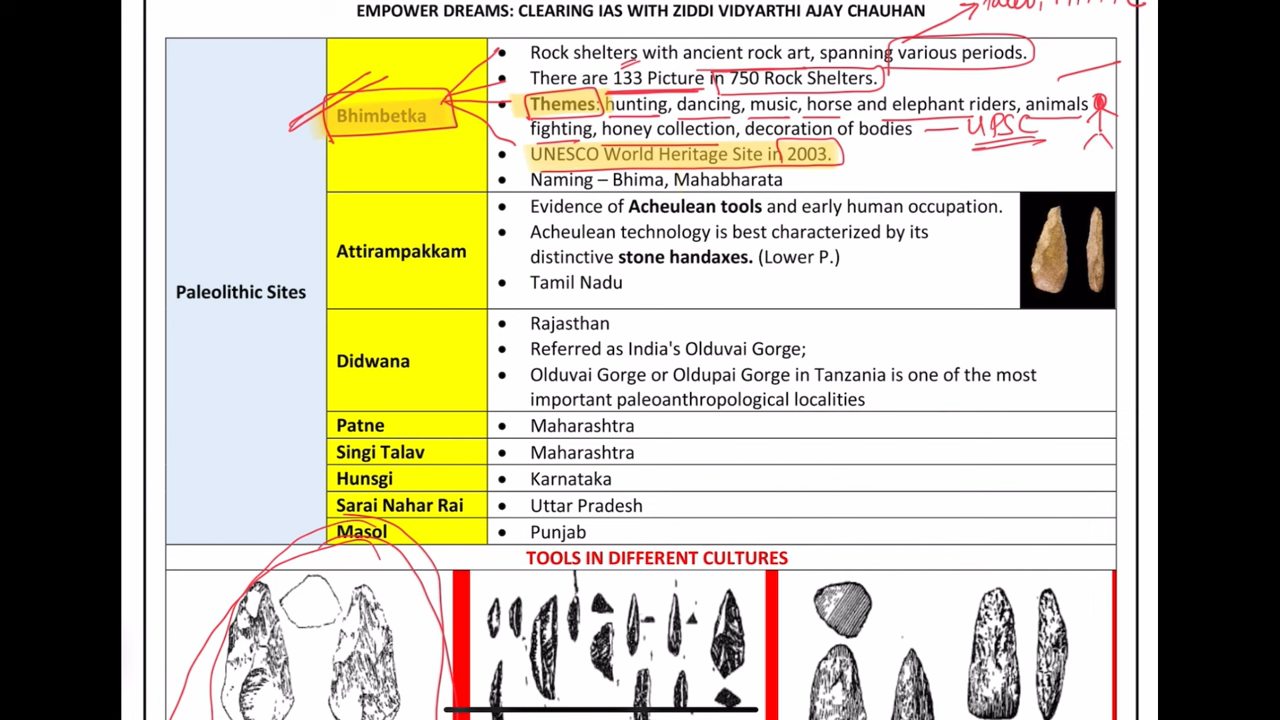 EMPOWER DREAMS: CLEARING IAS WITH ZIDDI VIDYARTHI AJAY CHAUHAN
Paleolithic Sites
Bhimbetka
• Rock shelters with ancient rock art, spanning various periods.
• There are 133 Picture in 750 Rock Shelters.
• Themes: hunting, dancing, music, horse and elephant riders, animals
fighting, honey collection, decoration of bodies — UPSC
• UNESCO World Heritage Site in 2003.
• Naming – Bhima, Mahabharata
Attirampakkam
• Evidence of Acheulean tools and early human occupation.
• Acheulean technology is best characterized by its
distinctive stone handaxes. (Lower P.)
• Tamil Nadu
Didwana
• Rajasthan
• Referred as India's Olduvai Gorge;
• Olduvai Gorge or Oldupai Gorge in Tanzania is one of the most
important paleoanthropological localities
Patne
• Maharashtra
Singi Talav
• Maharashtra
Hunsgi
• Karnataka
Sarai Nahar Rai
• Uttar Pradesh
Masol
• Punjab
TOOLS IN DIFFERENT CULTURES